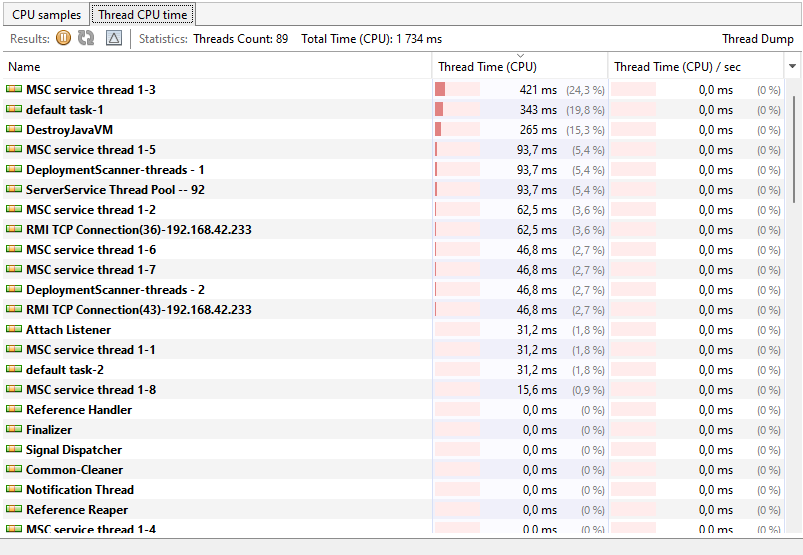 CPU samples Thread CPU time
Results: Statistics: Threads Count: 89 Total Time (CPU): 1 734 ms Thread Dump
Name Thread Time (CPU) Thread Time (CPU) / sec
MSC service thread 1-3 421 ms (24,3 %) 0,0 ms (0 %)
default task-1 343 ms (19,8 %) 0,0 ms (0 %)
DestroyJavaVM 265 ms (15,3 %) 0,0 ms (0 %)
MSC service thread 1-5 93,7 ms (5,4 %) 0,0 ms (0 %)
DeploymentScanner-threads - 1 93,7 ms (5,4 %) 0,0 ms (0 %)
ServerService Thread Pool -- 92 93,7 ms (5,4 %) 0,0 ms (0 %)
MSC service thread 1-2 62,5 ms (3,6 %) 0,0 ms (0 %)
RMI TCP Connection(36)-192.168.42.233 62,5 ms (3,6 %) 0,0 ms (0 %)
MSC service thread 1-6 46,8 ms (2,7 %) 0,0 ms (0 %)
MSC service thread 1-7 46,8 ms (2,7 %) 0,0 ms (0 %)
DeploymentScanner-threads - 2 46,8 ms (2,7 %) 0,0 ms (0 %)
RMI TCP Connection(43)-192.168.42.233 46,8 ms (2,7 %) 0,0 ms (0 %)
Attach Listener 31,2 ms (1,8 %) 0,0 ms (0 %)
MSC service thread 1-1 31,2 ms (1,8 %) 0,0 ms (0 %)
default task-2 31,2 ms (1,8 %) 0,0 ms (0 %)
MSC service thread 1-8 15,6 ms (0,9 %) 0,0 ms (0 %)
Reference Handler 0,0 ms (0 %) 0,0 ms (0 %)
Finalizer 0,0 ms (0 %) 0,0 ms (0 %)
Signal Dispatcher 0,0 ms (0 %) 0,0 ms (0 %)
Common-Cleaner 0,0 ms (0 %) 0,0 ms (0 %)
Notification Thread 0,0 ms (0 %) 0,0 ms (0 %)
Reference Reaper 0,0 ms (0 %) 0,0 ms (0 %)
MSC service thread 1-4 0,0 ms (0 %) 0,0 ms (0 %)